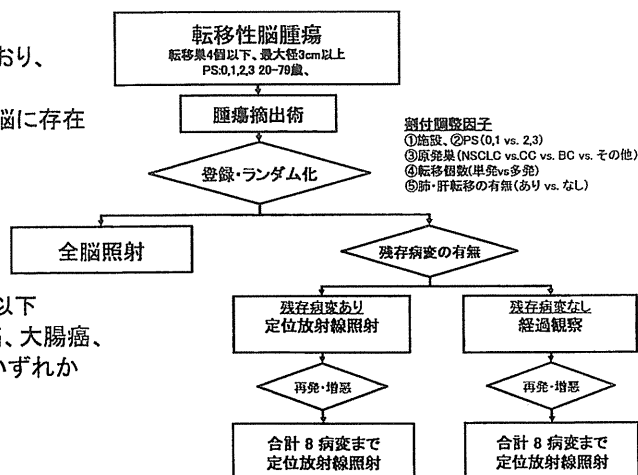 おり、
脳に存在
以下
大腸癌、
いずれか
転移性脳腫瘍
転移巣4個以下、最大径3cm以上
PS:0,1,2,3 20-79歳、
腫瘍摘出術
登録・ランダム化
割付調整因子
①施設、②PS(0,1 vs. 2,3)
③原発巣(NSCLC vs.CC vs. BC vs. その他)
④転移個数(単発vs多発)
⑤肺・肝転移の有無(あり vs. なし)
全脳照射
残存病変の有無
残存病変あり
定位放射線照射
残存病変なし
経過観察
再発・増悪
再発・増悪
合計 8 病変まで
定位放射線照射
合計 8 病変まで
定位放射線照射